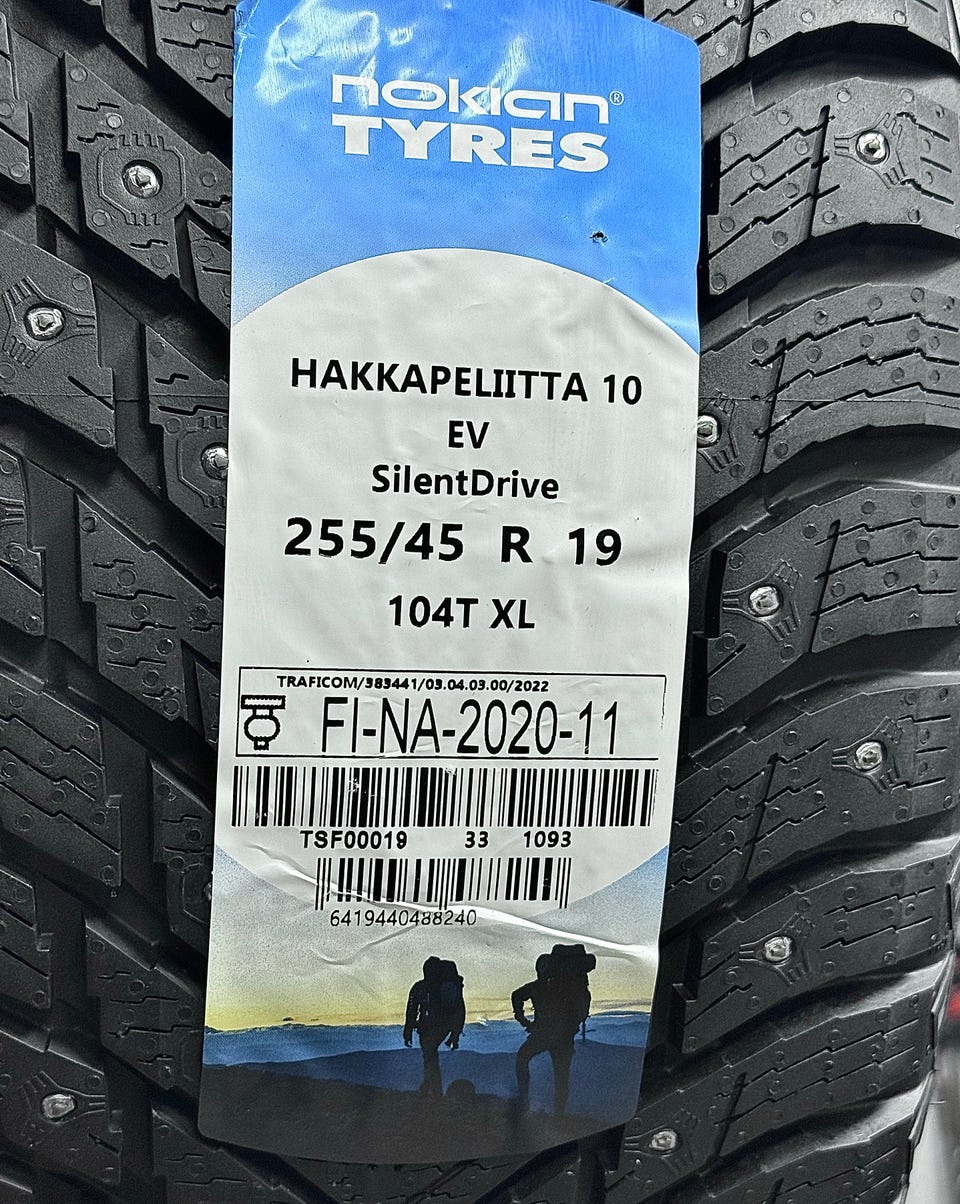 nokian®
TYRES
HAKKAPELIITTA 10
EV
SilentDrive
255/45 R 19
104T XL
TRAFICOM/383441/03.04.03.00/2022
FI-NA-2020-11
TSF00019 33 1093
6419440488240